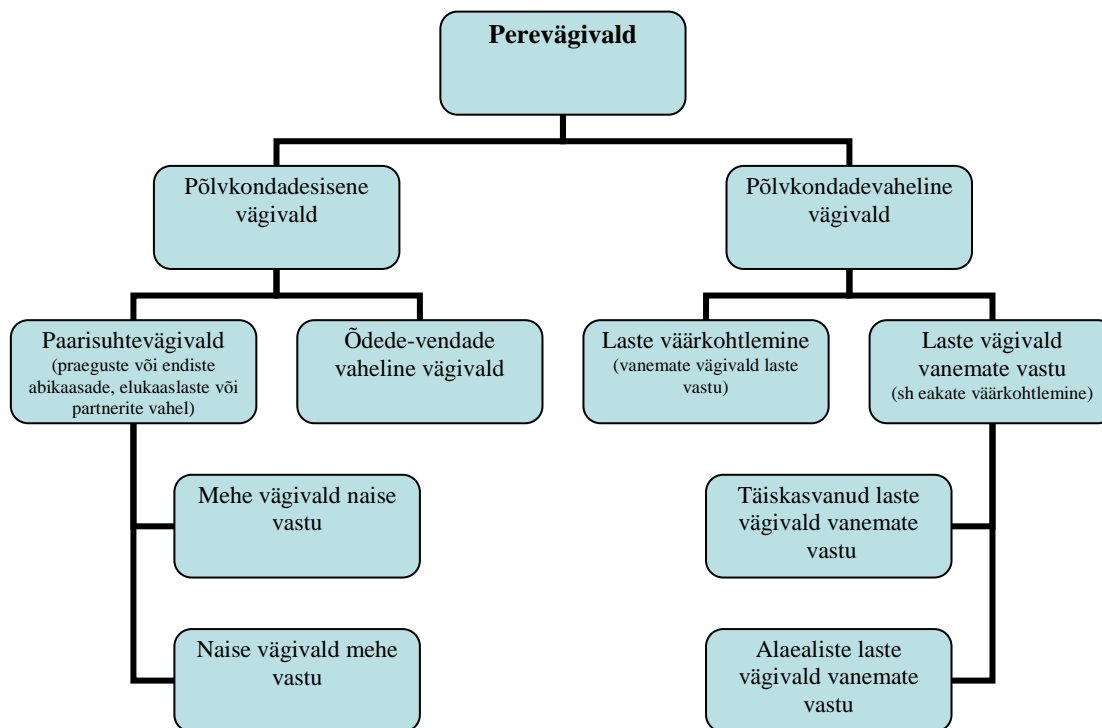 Perevägivald
Põlvkondadesisene
vägivald
Põlvkondadevaheline
vägivald
Paarisuhtevägivald
(praeguste või endiste
abikaasade, elukaaslaste või
partnerite vahel)
Õdede-vendade
vaheline vägivald
Laste väärkohtlemine
(vanemate vägivald laste
vastu)
Laste vägivald
vanemate vastu
(sh eakate väärkohtlemine)
Mehe vägivald naise
vastu
Täiskasvanud laste
vägivald vanemate
vastu
Naise vägivald mehe
vastu
Alaealiste laste
vägivald vanemate
vastu